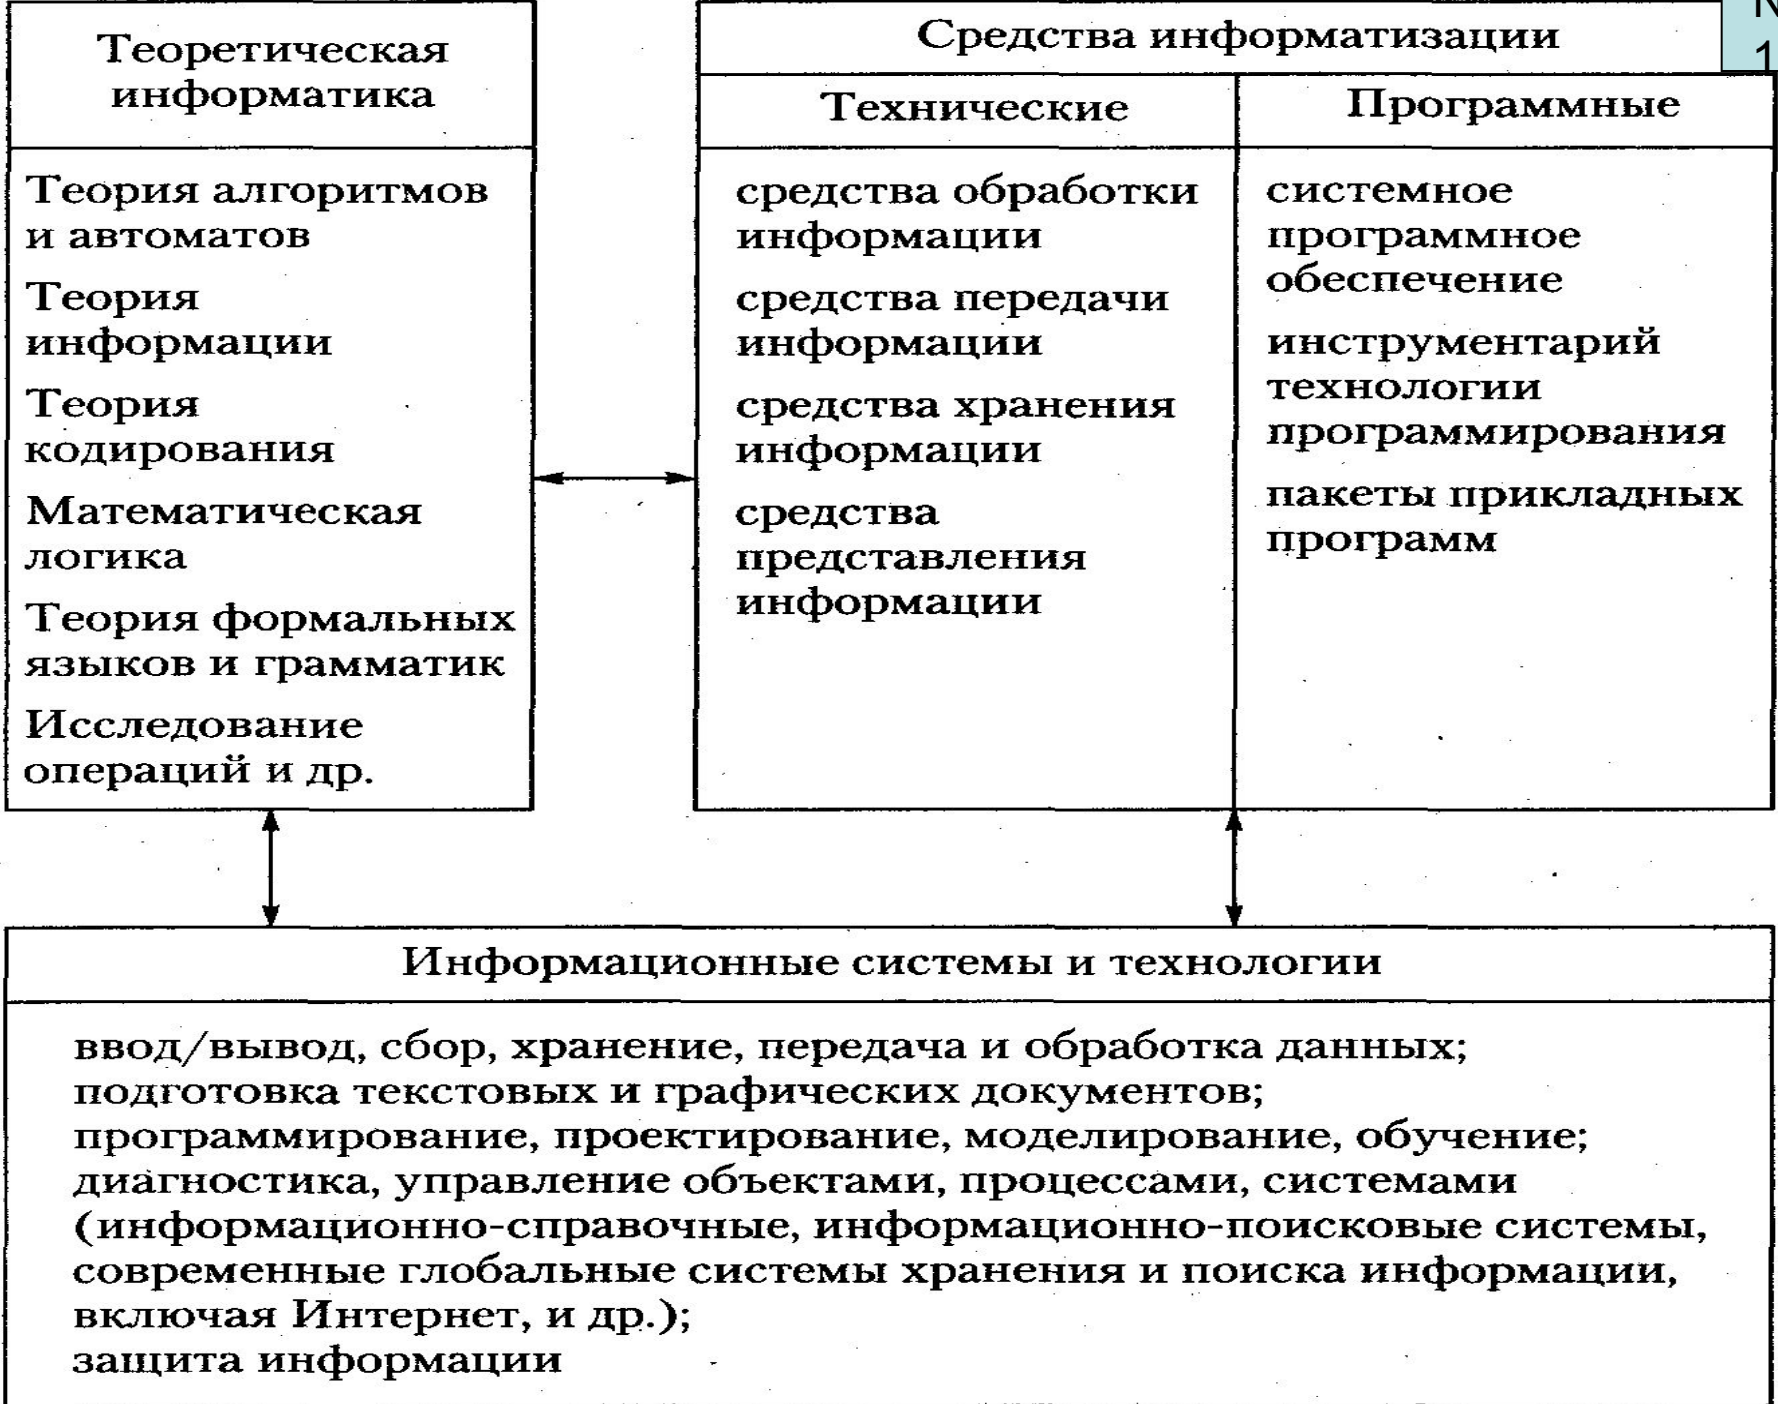 Теоретическая
информатика
Теория алгоритмов
и автоматов
Теория
информации
Теория
кодирования
Математическая
логика
Теория формальных
языков и грамматик
Исследование
операций и др.
Средства информатизации
Технические
средства обработки
информации
средства передачи
информации
средства хранения
информации
средства
представления
информации
Программные
системное
программное
обеспечение
инструментарий
технологии
программирования
пакеты прикладных
программ
1
Информационные системы и технологии
ввод/вывод, сбор, хранение, передача и обработка данных;
подготовка текстовых и графических документов;
программирование, проектирование, моделирование, обучение;
диагностика, управление объектами, процессами, системами
(информационно-справочные, информационно-поисковые системы,
современные глобальные системы хранения и поиска информации,
включая Интернет, и др.);
защита информации